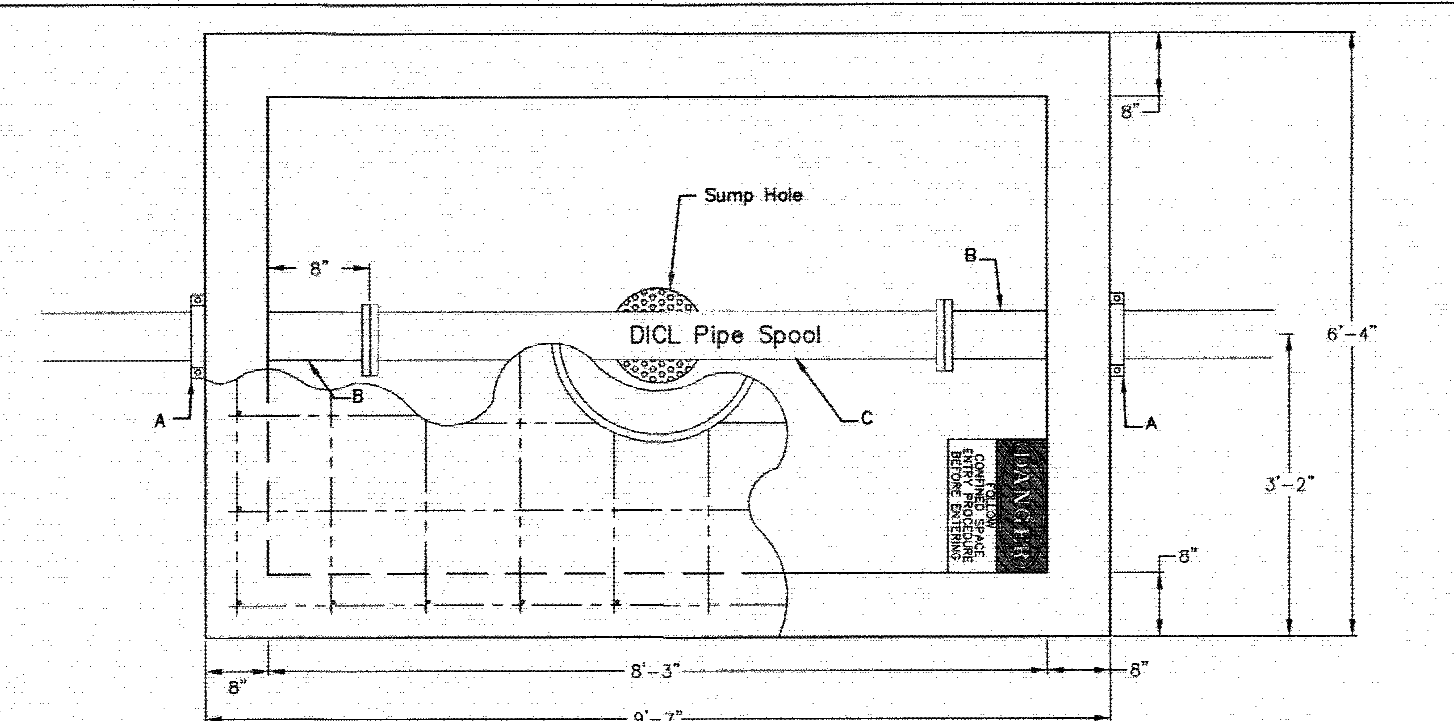 8"
Sump Hole
8"
B
DICL Pipe Spool
6'-4"
B
A
C
A
DANGER
FOLLOW
CONFINED SPACE
ENTRY PROCEDURE
BEFORE ENTERING
3'-2"
8"
8'-3"
8"
8"
9'-7"